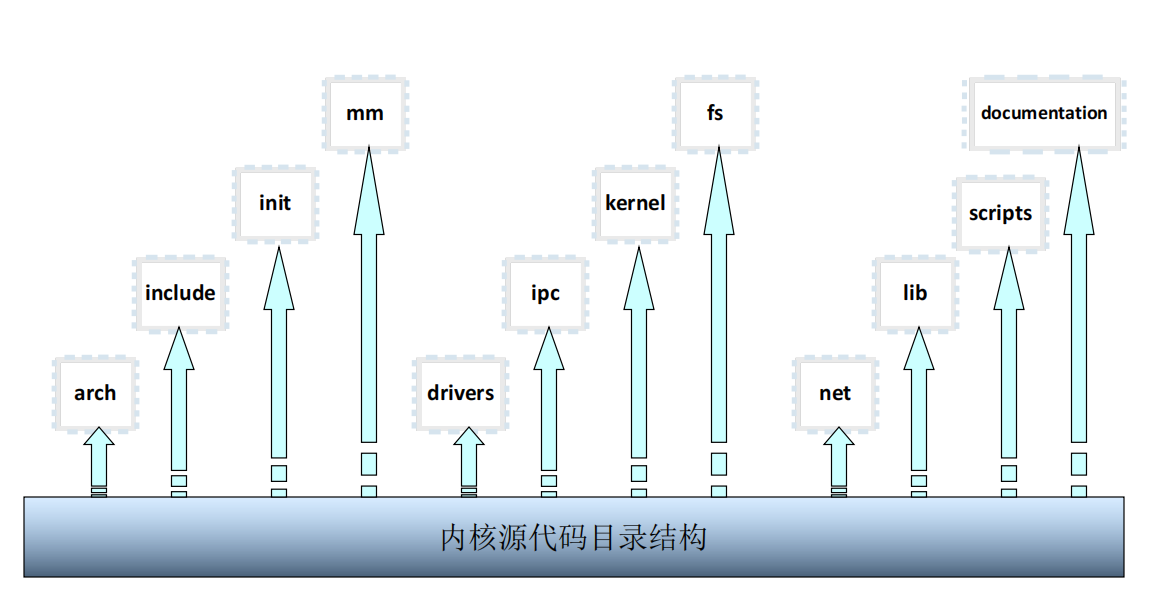 mm
fs
documentation
init
kernel
scripts
include
ipc
lib
arch
drivers
net
内核源代码目录结构